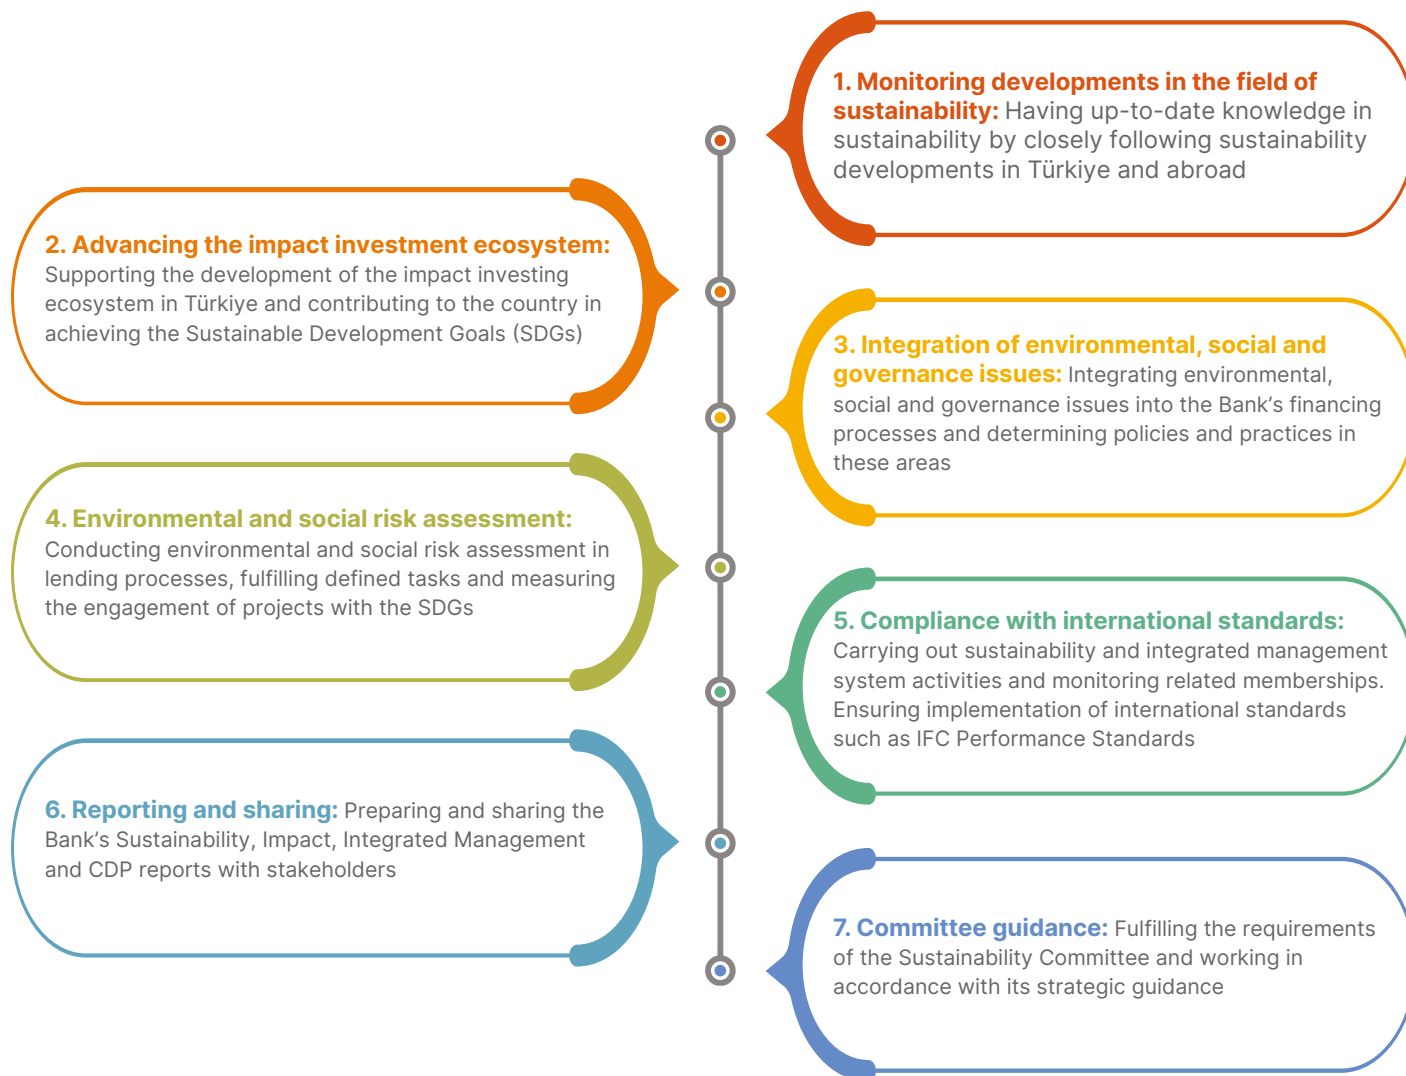 1. Monitoring developments in the field of
sustainability: Having up-to-date knowledge in
sustainability by closely following sustainability
developments in Türkiye and abroad
2. Advancing the impact investment ecosystem:
Supporting the development of the impact investing
ecosystem in Türkiye and contributing to the country in
achieving the Sustainable Development Goals (SDGs)
3. Integration of environmental, social and
governance issues: Integrating environmental,
social and governance issues into the Bank’s financing
processes and determining policies and practices in
these areas
4. Environmental and social risk assessment:
Conducting environmental and social risk assessment in
lending processes, fulfilling defined tasks and measuring
the engagement of projects with the SDGs
5. Compliance with international standards:
Carrying out sustainability and integrated management
system activities and monitoring related memberships.
Ensuring implementation of international standards
such as IFC Performance Standards
6. Reporting and sharing: Preparing and sharing the
Bank’s Sustainability, Impact, Integrated Management
and CDP reports with stakeholders
7. Committee guidance: Fulfilling the requirements
of the Sustainability Committee and working in
accordance with its strategic guidance